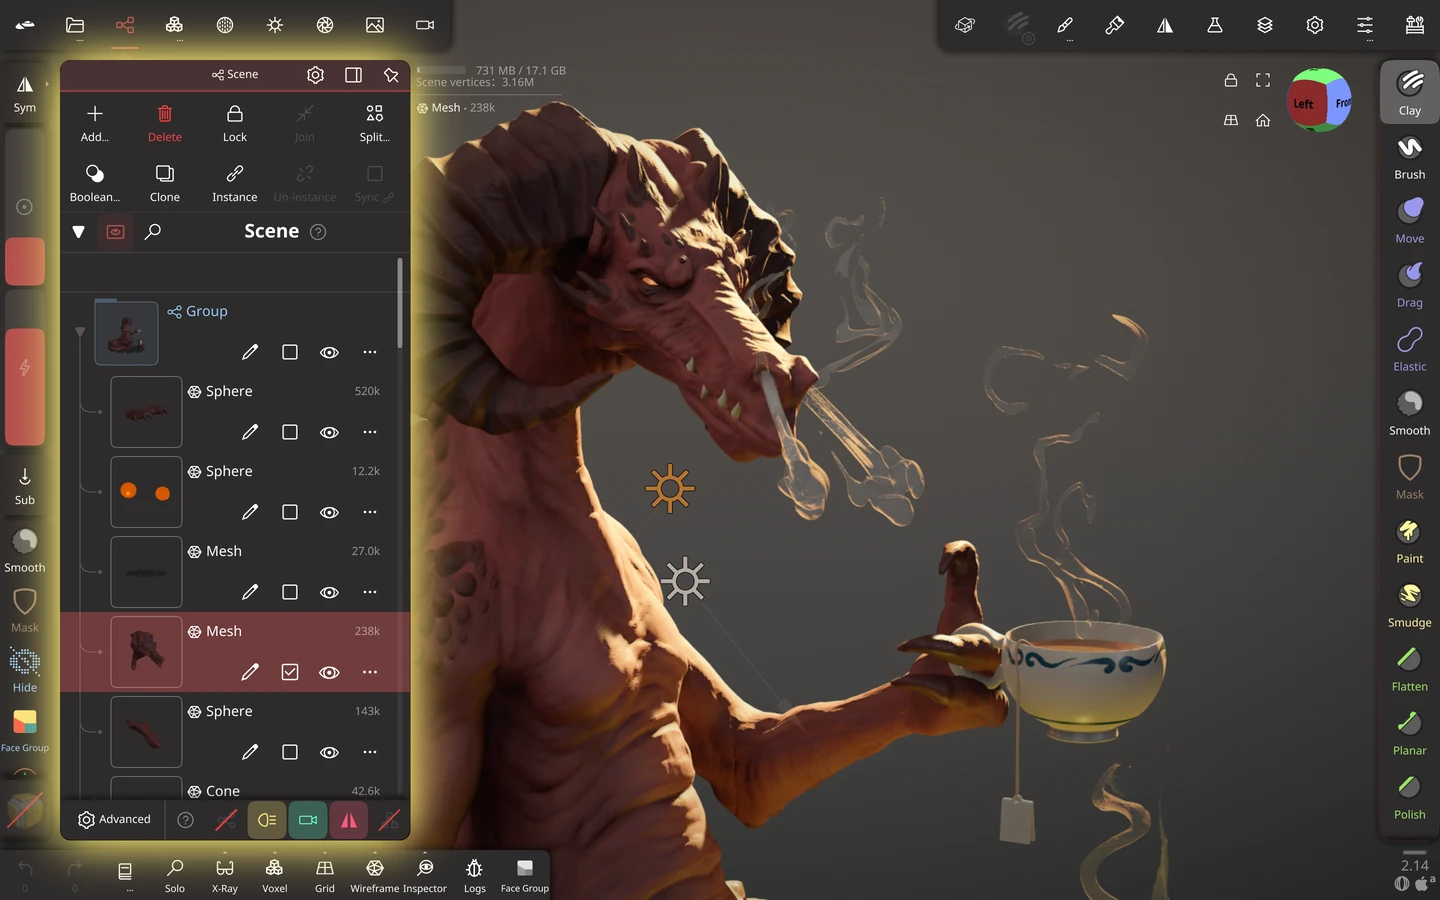 Scene
731 MB / 17.1 GB
Scene vertices: 3.16M
Mesh - 238k
Left
Fron
Sym
Add...
Delete
Lock
Join
Split...
Boolean...
Clone
Instance
Un-instance
Sync
Scene
Group
Sphere 520k
Sphere 12.2k
Mesh 27.0k
Mesh 238k
Sphere 143k
Cone 42.6k
Advanced
Sub
Smooth
Mask
Hide
Face Group
0
0
...
Solo
X-Ray
Voxel
Grid
Wireframe
Inspector
Logs
Face Group
Clay
Brush
Move
Drag
Elastic
Smooth
Mask
Paint
Smudge
Flatten
Planar
Polish
2.14
a